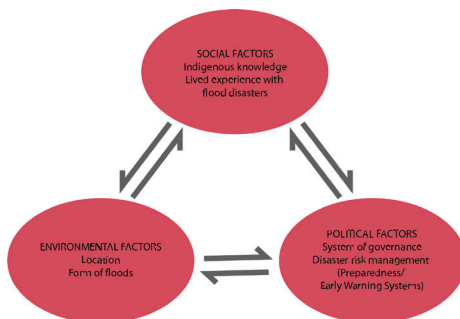 SOCIAL FACTORS
Indigenous knowledge
Lived experience with
flood disasters
ENVIRONMENTAL FACTORS
Location
Form of floods
POLITICAL FACTORS
System of governance
Disaster risk management
(Preparedness/
Early Warning Systems)